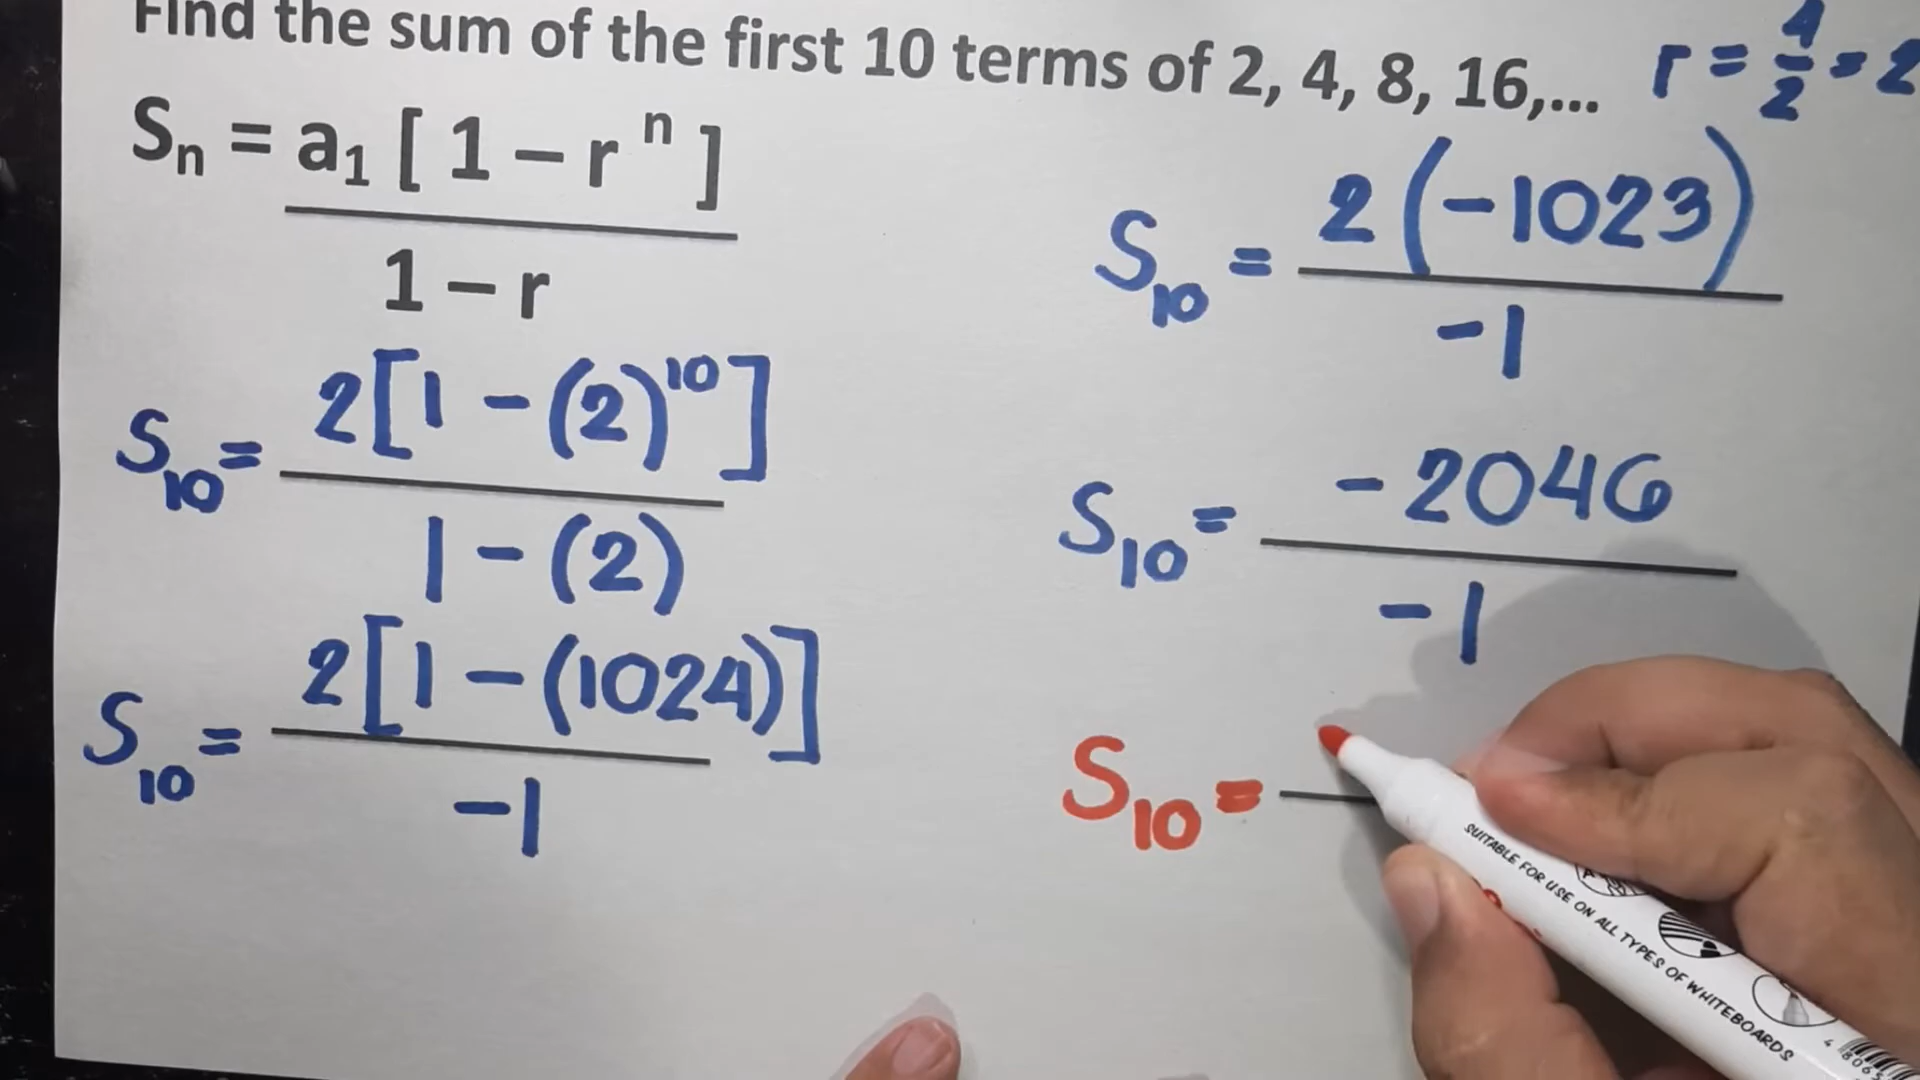 Find the sum of the first 10 terms of 2, 4, 8, 16,...
r = 4/2 = 2
Sn = a1 [ 1 – r n ]
1 – r
S10 = 2[1 - (2)10]
1 - (2)
S10 = 2[1 - (1024)]
-1
S10 = 2(-1023)
-1
S10 = -2046
-1
S10 =
SUITABLE FOR USE ON ALL TYPES OF WHITEBOARDS